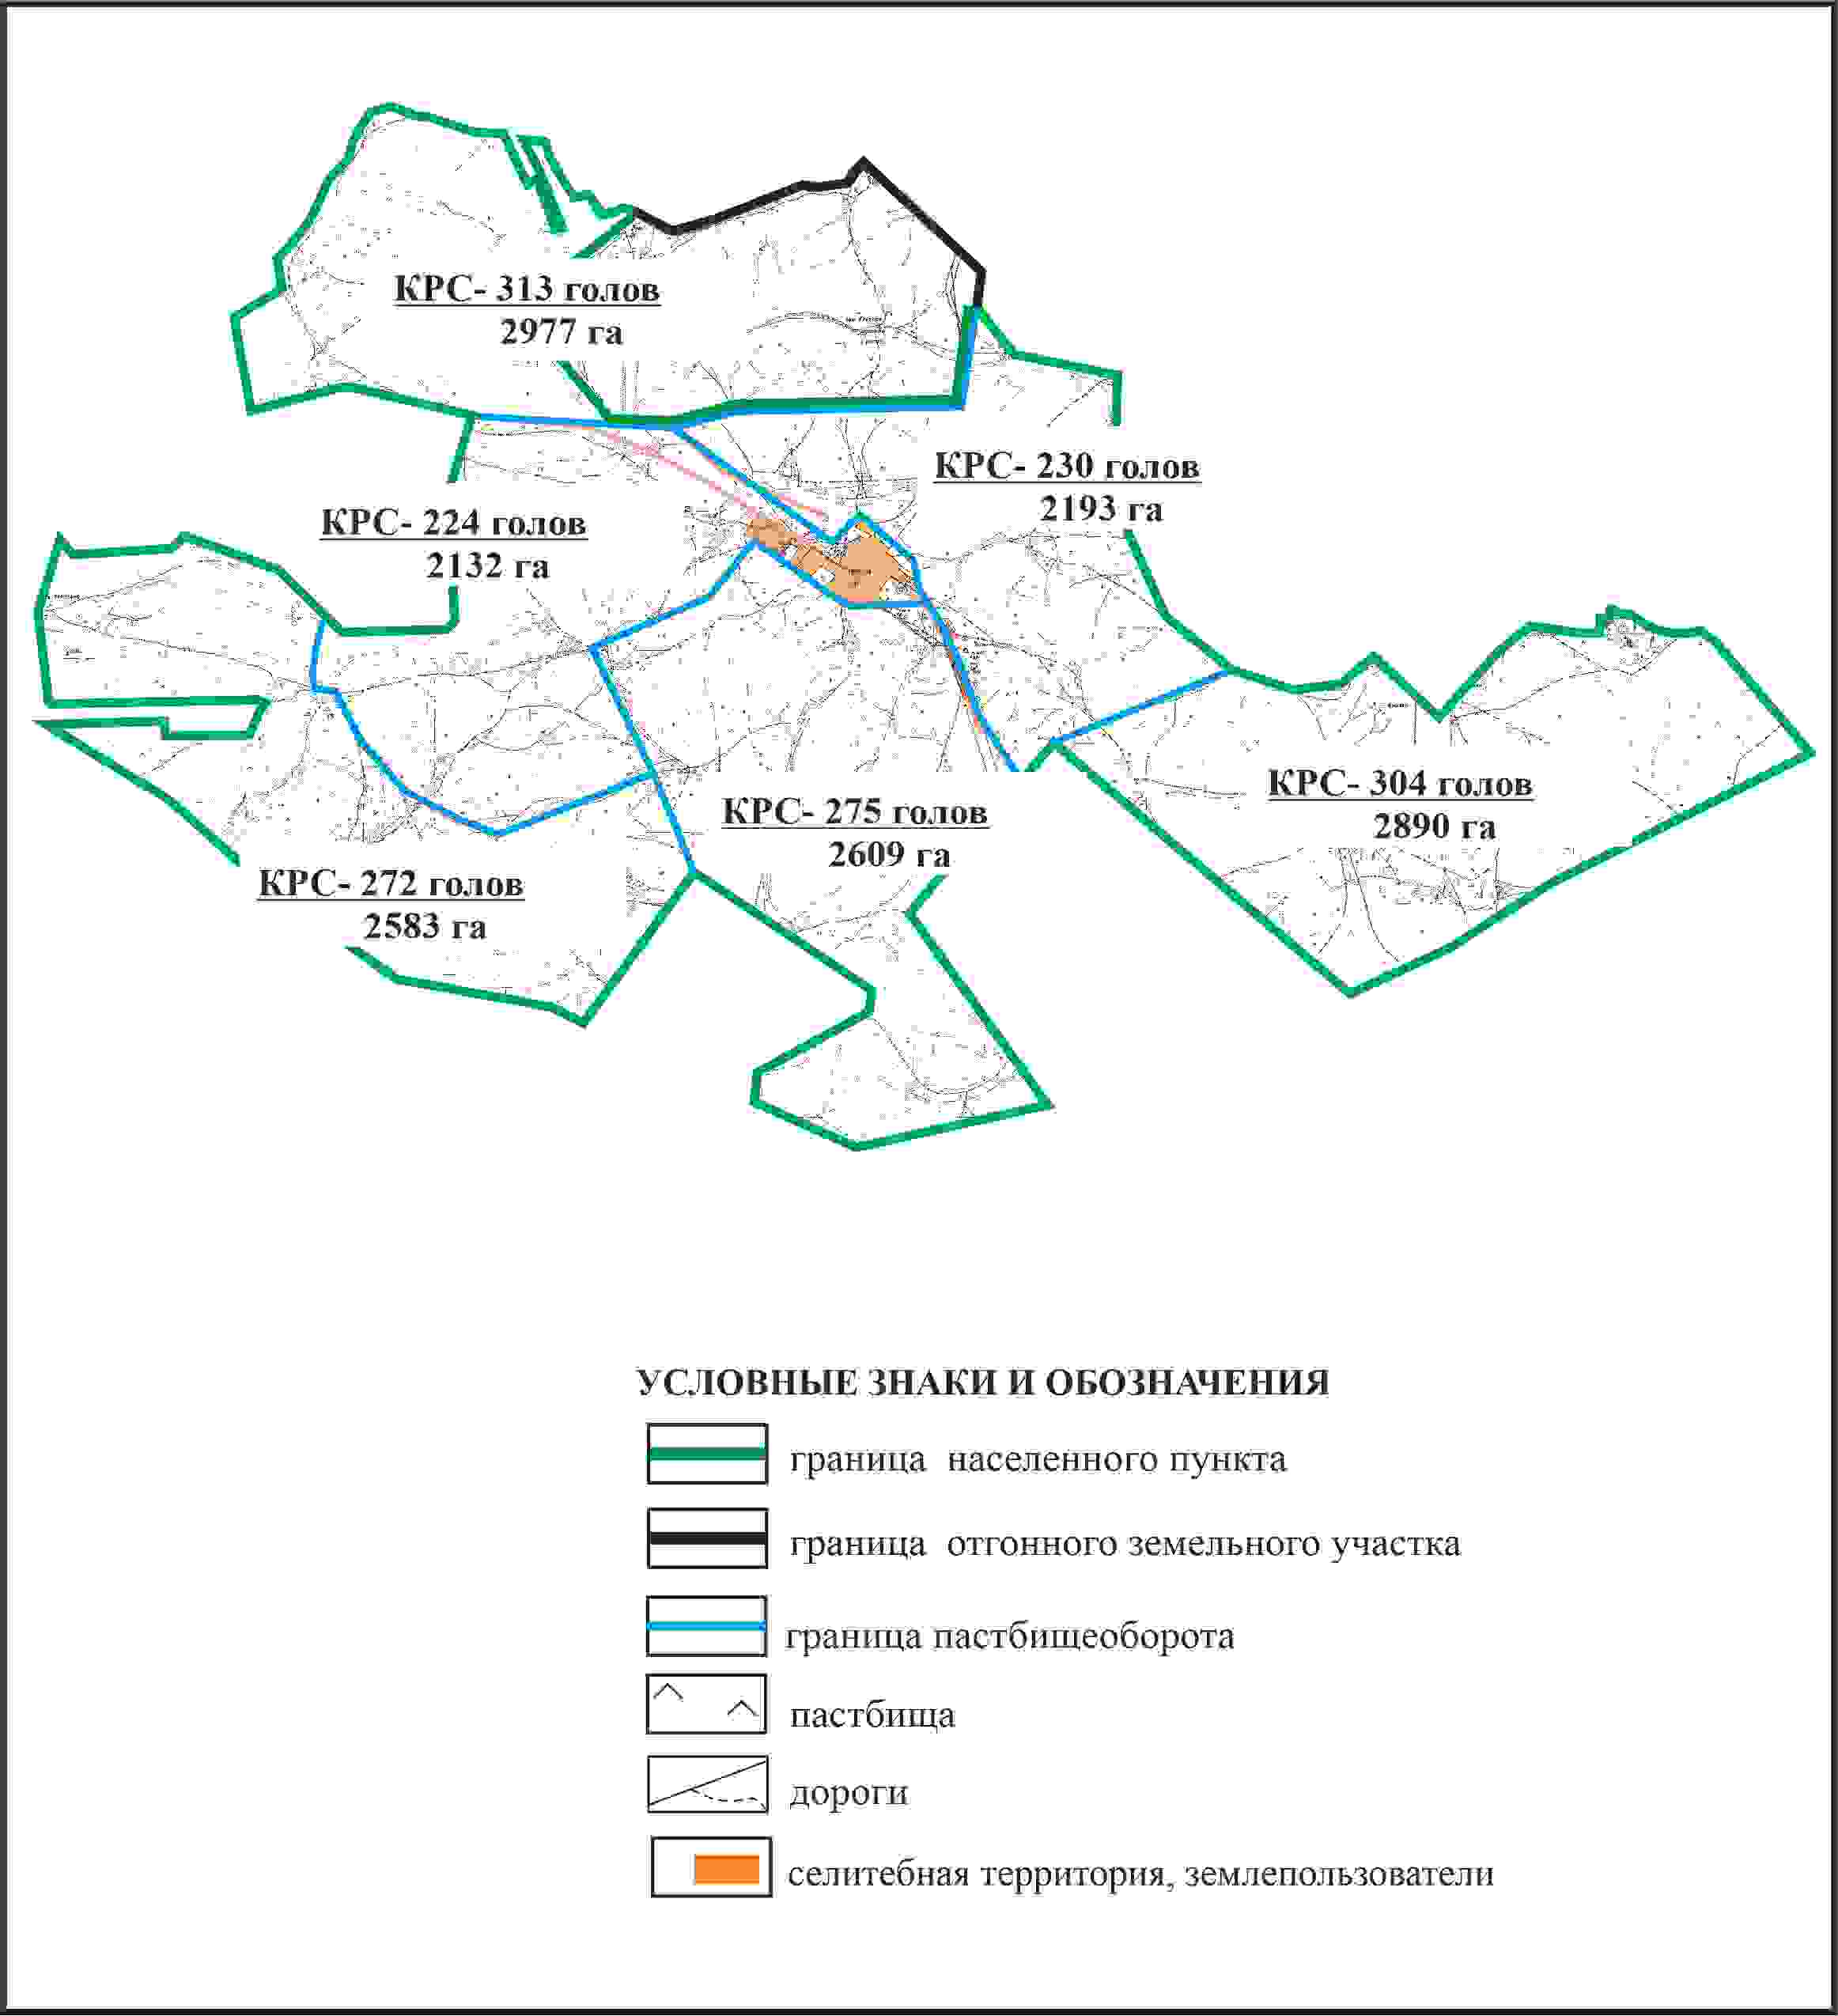 КРС- 313 голов
2977 га
КРС- 230 голов
2193 га
КРС- 224 голов
2132 га
КРС- 304 голов
2890 га
КРС- 275 голов
2609 га
КРС- 272 голов
2583 га
УСЛОВНЫЕ ЗНАКИ И ОБОЗНАЧЕНИЯ
граница населенного пункта
граница отгонного земельного участка
граница пастбищеоборота
пастбища
дороги
селитебная территория, землепользователи